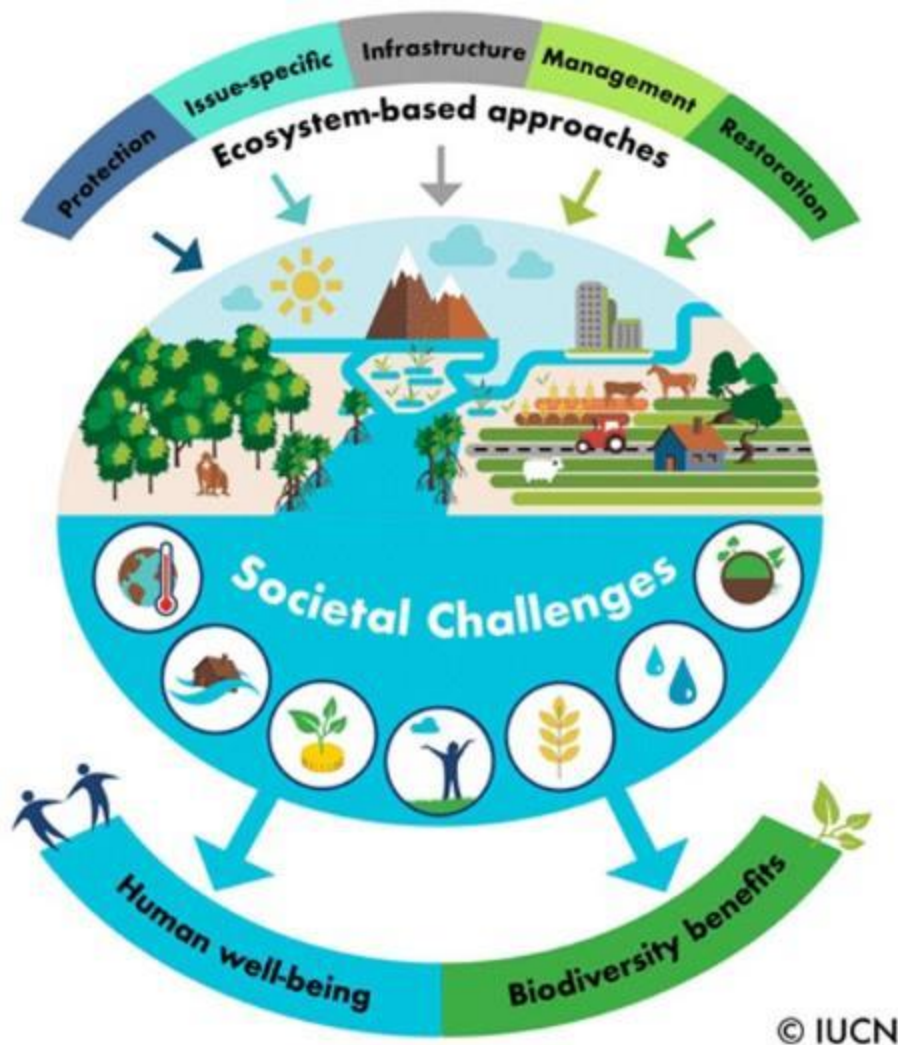 Protection
Issue-specific
Infrastructure
Management
Restoration
Ecosystem-based approaches
Societal Challenges
Human well-being
Biodiversity benefits
© IUCN